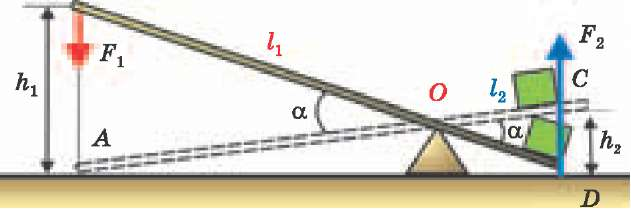 F₁
l₁
h₁
α
A
O
l₂
F₂
C
α
h₂
D